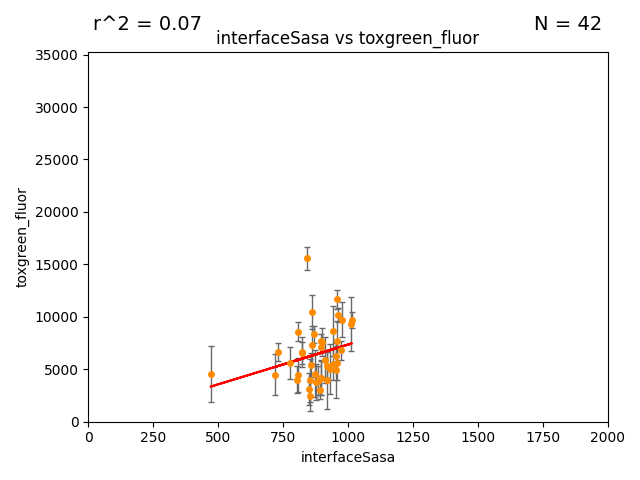 r^2 = 0.07
N = 42
interfaceSasa vs toxgreen_fluor
toxgreen_fluor
35000
30000
25000
20000
15000
10000
5000
0
0 250 500 750 1000 1250 1500 1750 2000
interfaceSasa